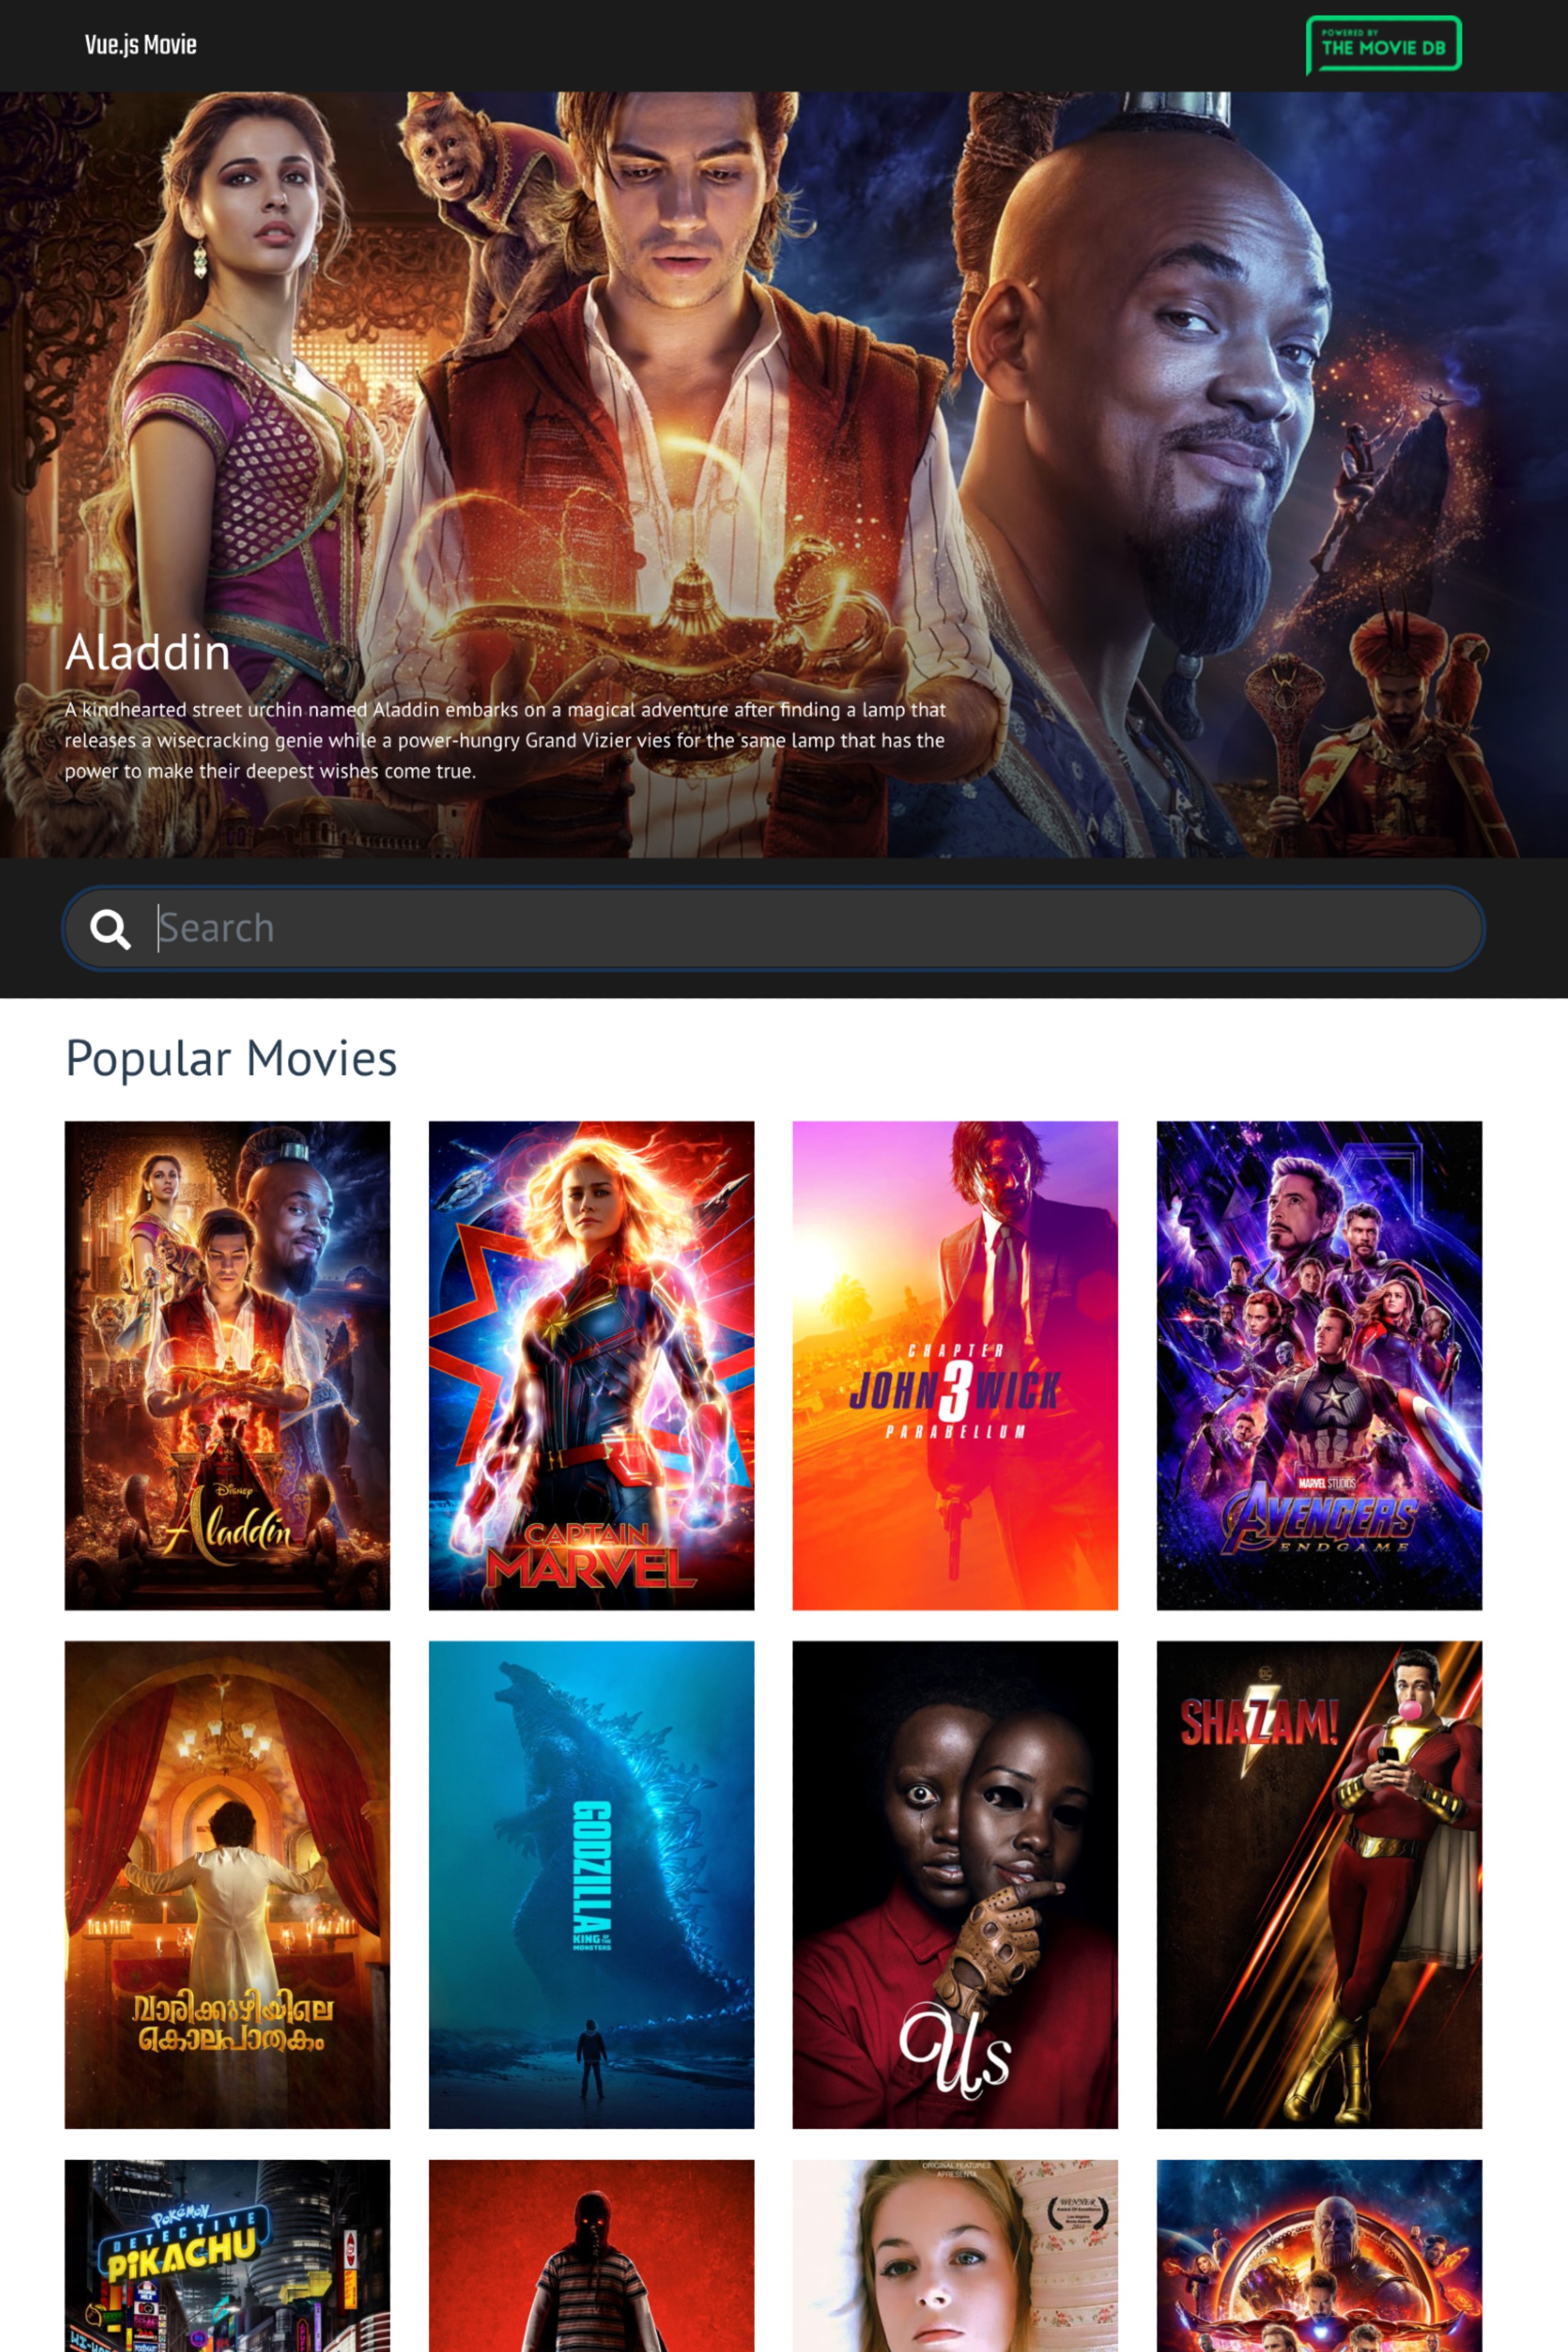 Vue.js Movie
POWERED BY
THE MOVIE DB
Aladdin
A kindhearted street urchin named Aladdin embarks on a magical adventure after finding a lamp that
releases a wisecracking genie while a power-hungry Grand Vizier vies for the same lamp that has the
power to make their deepest wishes come true.
Search
Popular Movies
Disney
Aladdin
CAPTAIN
MARVEL
CHAPTER
JOHN 3 WICK
PARABELLUM
MARVEL STUDIOS
AVENGERS
ENDGAME
വാരിക്കുഴിയിലെ
കൊലപാതകം
GODZILLA
KING OF THE
MONSTERS
Us
DC
SHAZAM!
POKÉMON
DETECTIVE
PIKACHU
ORIGINAL FEATURES
APRESENTA
WINNER